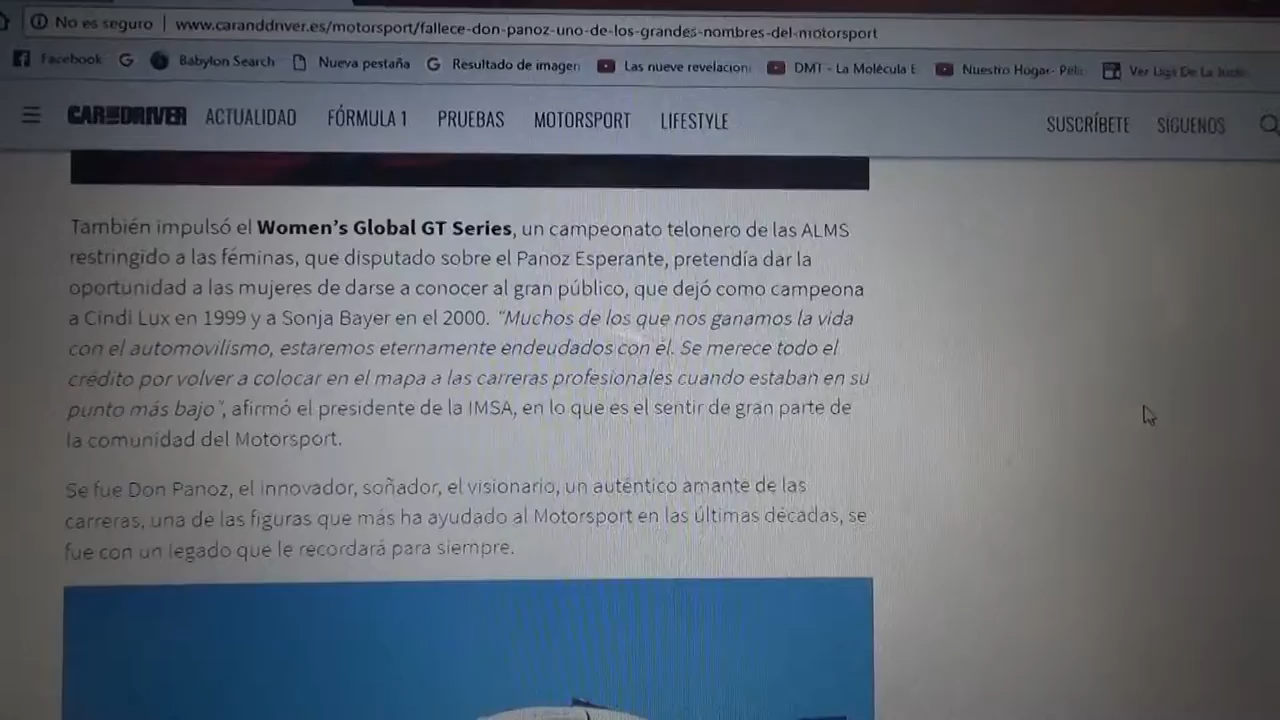 No es seguro | www.caranddriver.es/motorsport/fallece-don-panoz-uno-de-los-grandes-nombres-del-motorsport
Facebook Babylon Search Nueva pestaña Resultado de imagen Las nueve revelacion DMT - La Molécula E Nuestro Hogar- Pelic Ver Liga De La Justic
CAR AND DRIVER ACTUALIDAD FÓRMULA 1 PRUEBAS MOTORSPORT LIFESTYLE SUSCRÍBETE SÍGUENOS
También impulsó el Women's Global GT Series, un campeonato telonero de las ALMS
restringido a las féminas, que disputado sobre el Panoz Esperante, pretendía dar la
oportunidad a las mujeres de darse a conocer al gran público, que dejó como campeona
a Cindi Lux en 1999 y a Sonja Bayer en el 2000. "Muchos de los que nos ganamos la vida
con el automovilismo, estaremos eternamente endeudados con él. Se merece todo el
crédito por volver a colocar en el mapa a las carreras profesionales cuando estaban en su
punto más bajo", afirmó el presidente de la IMSA, en lo que es el sentir de gran parte de
la comunidad del Motorsport.
Se fue Don Panoz, el innovador, soñador, el visionario, un auténtico amante de las
carreras, una de las figuras que más ha ayudado al Motorsport en las últimas décadas, se
fue con un legado que le recordará para siempre.